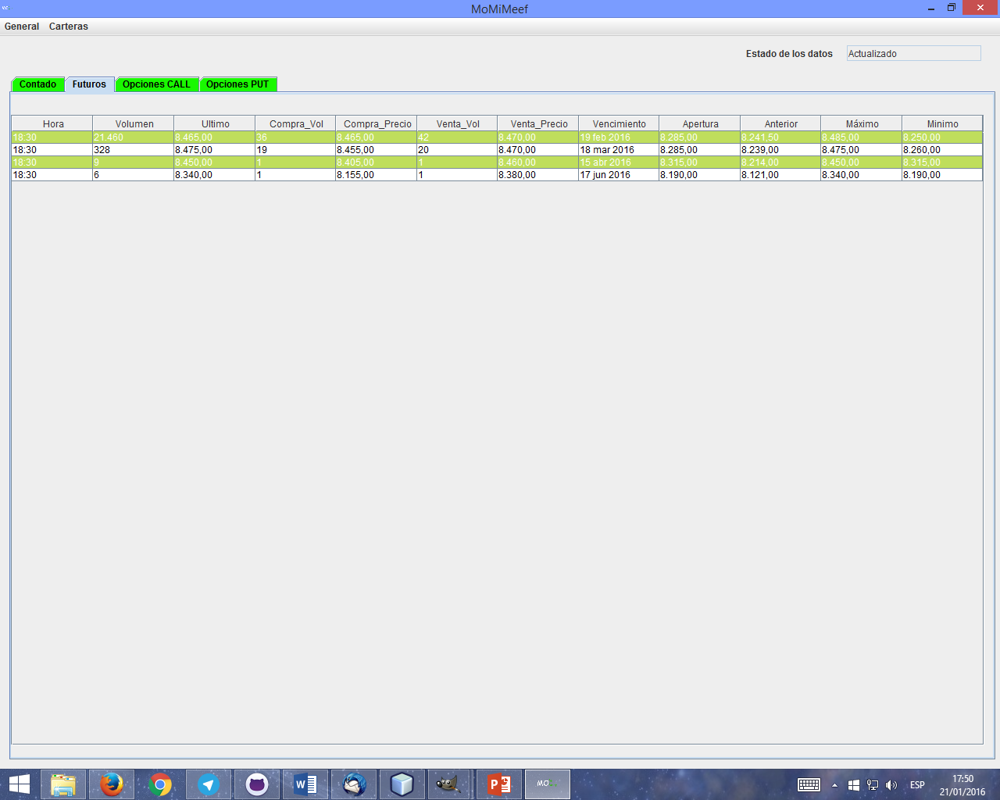 MoMiMeef
General Carteras
Estado de los datos Actualizado
Contado Futuros Opciones CALL Opciones PUT
Hora Volumen Ultimo Compra_Vol Compra_Precio Venta_Vol Venta_Precio Vencimiento Apertura Anterior Máximo Minimo
18:30 21.460 8.465,00 36 8.465,00 42 8.470,00 19 feb 2016 8.285,00 8.241,50 8.485,00 8.250,00
18:30 328 8.475,00 19 8.455,00 20 8.470,00 18 mar 2016 8.285,00 8.239,00 8.475,00 8.260,00
18:30 9 8.450,00 1 8.405,00 1 8.460,00 15 abr 2016 8.315,00 8.214,00 8.450,00 8.315,00
18:30 6 8.340,00 1 8.155,00 1 8.380,00 17 jun 2016 8.190,00 8.121,00 8.340,00 8.190,00
MO
ESP
17:50
21/01/2016